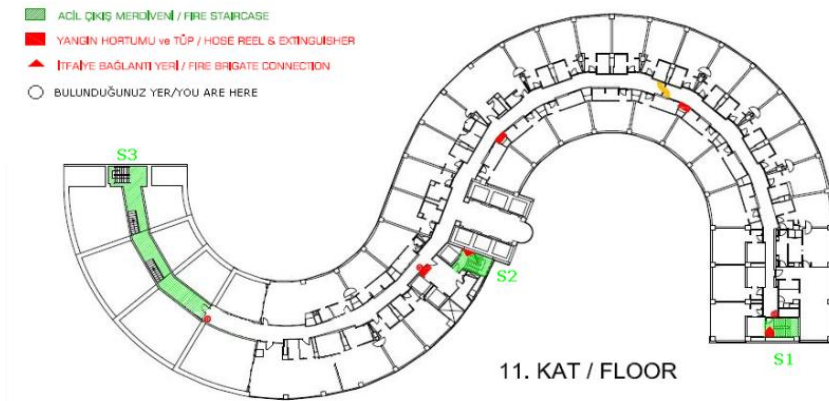 ACİL ÇIKIŞ MERDİVENİ / FIRE STAIRCASE
YANGIN HORTUMU ve TÜP / HOSE REEL & EXTINGUISHER
İTFAİYE BAĞLANTI YERİ / FIRE BRIGATE CONNECTION
BULUNDUĞUNUZ YER/YOU ARE HERE
S3
S2
S1
11. KAT / FLOOR